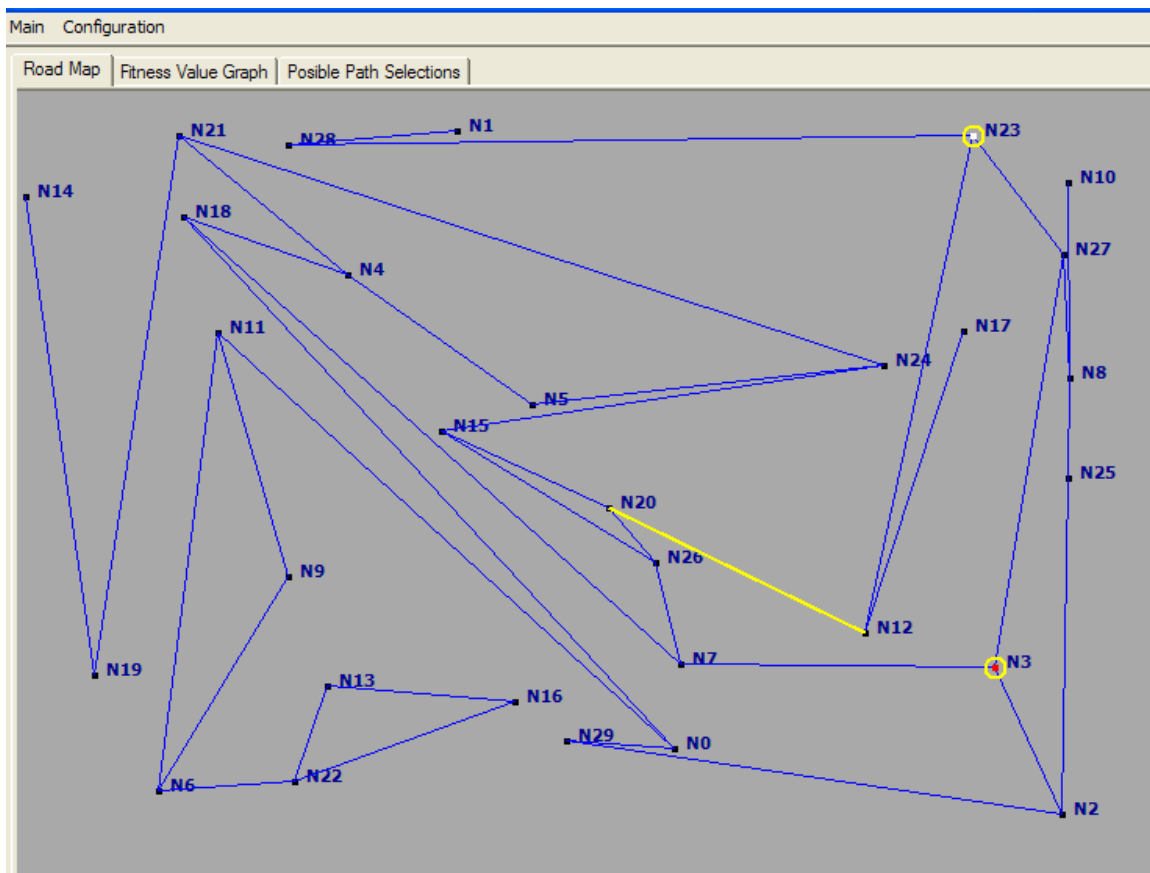 Main Configuration
Road Map Fitness Value Graph Posible Path Selections
N21
N28
N1
N23
N14
N10
N18
N27
N4
N11
N17
N24
N8
N5
N15
N25
N20
N26
N9
N12
N7
N3
N19
N13
N16
N29
N0
N6
N22
N2